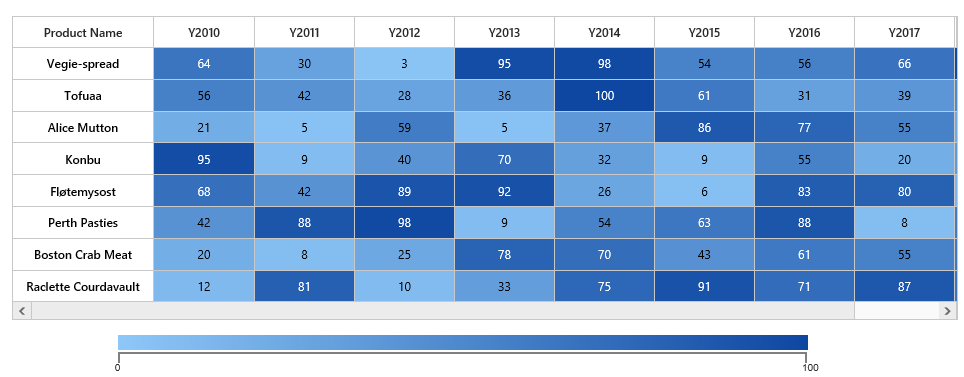 Product Name Y2010 Y2011 Y2012 Y2013 Y2014 Y2015 Y2016 Y2017
Vegie-spread 64 30 3 95 98 54 56 66
Tofuaa 56 42 28 36 100 61 31 39
Alice Mutton 21 5 59 5 37 86 77 55
Konbu 95 9 40 70 32 9 55 20
Fløtemysost 68 42 89 92 26 6 83 80
Perth Pasties 42 88 98 9 54 63 88 8
Boston Crab Meat 20 8 25 78 70 43 61 55
Raclette Courdavault 12 81 10 33 75 91 71 87
0 100